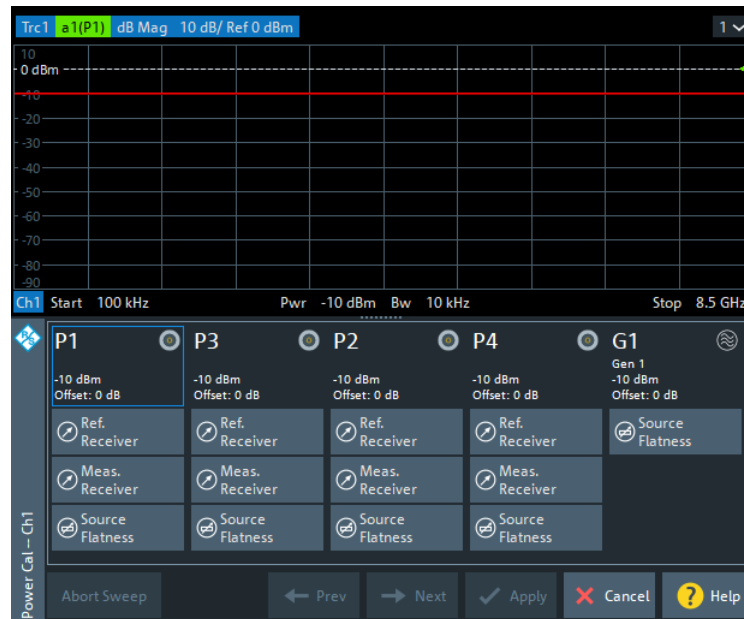 Trc1 a1(P1) dB Mag 10 dB/ Ref 0 dBm 1
10
0 dBm
-10
-20
-30
-40
-50
-60
-70
-80
-90
Ch1 Start 100 kHz Pwr -10 dBm Bw 10 kHz Stop 8.5 GHz
P1 P3 P2 P4 G1
Gen 1
-10 dBm -10 dBm -10 dBm -10 dBm -10 dBm
Offset: 0 dB Offset: 0 dB Offset: 0 dB Offset: 0 dB Offset: 0 dB
Ref. Ref. Ref. Ref. Source
Receiver Receiver Receiver Receiver Flatness
Meas. Meas. Meas. Meas.
Receiver Receiver Receiver Receiver
Source Source Source Source
Flatness Flatness Flatness Flatness
Power Cal -- Ch1
Abort Sweep Prev Next Apply Cancel ? Help